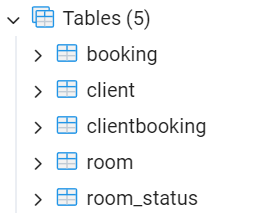 Tables (5)
booking
client
clientbooking
room
room_status